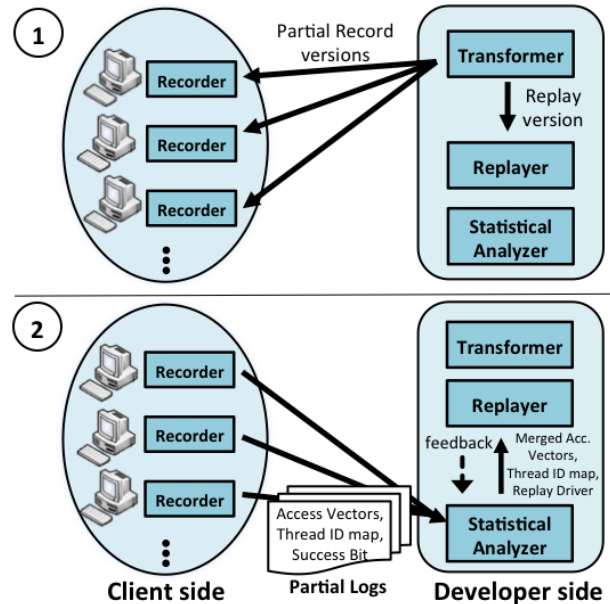 1
Partial Record
versions
Transformer
Recorder
Replay
version
Recorder
Replayer
Recorder
Statistical
Analyzer
2
Recorder
Transformer
Recorder
Replayer
feedback
Merged Acc.
Vectors,
Thread ID map,
Replay Driver
Recorder
Access Vectors,
Thread ID map,
Success Bit
Statistical
Analyzer
Client side
Partial Logs
Developer side